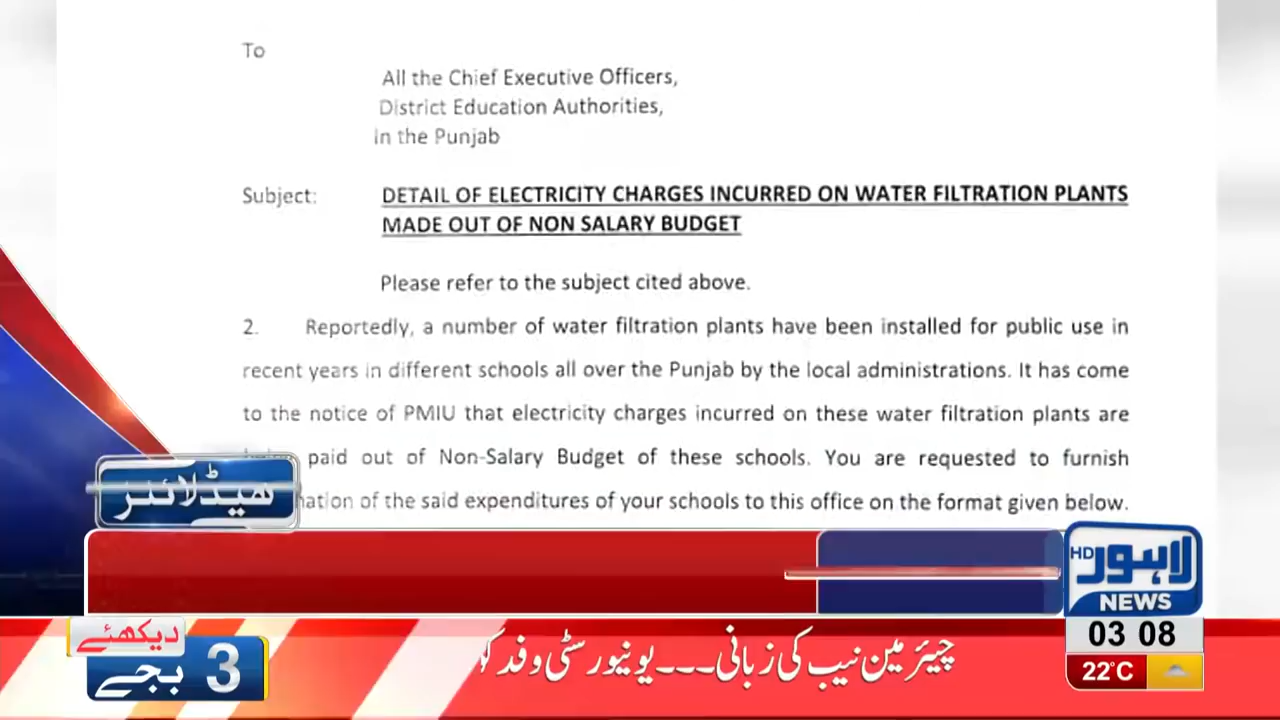 To
All the Chief Executive Officers,
District Education Authorities,
in the Punjab
Subject: DETAIL OF ELECTRICITY CHARGES INCURRED ON WATER FILTRATION PLANTS
MADE OUT OF NON SALARY BUDGET
Please refer to the subject cited above.
2. Reportedly, a number of water filtration plants have been installed for public use in
recent years in different schools all over the Punjab by the local administrations. It has come
to the notice of PMIU that electricity charges incurred on these water filtration plants are
paid out of Non-Salary Budget of these schools. You are requested to furnish
of the said expenditures of your schools to this office on the format given below.
ہیڈلائنز
HD لاہور
NEWS
03 08
22°C
دیکھئے
3 بجے
چیئرمین نیب کی زبانی۔۔۔یونیورسٹی وفد کو